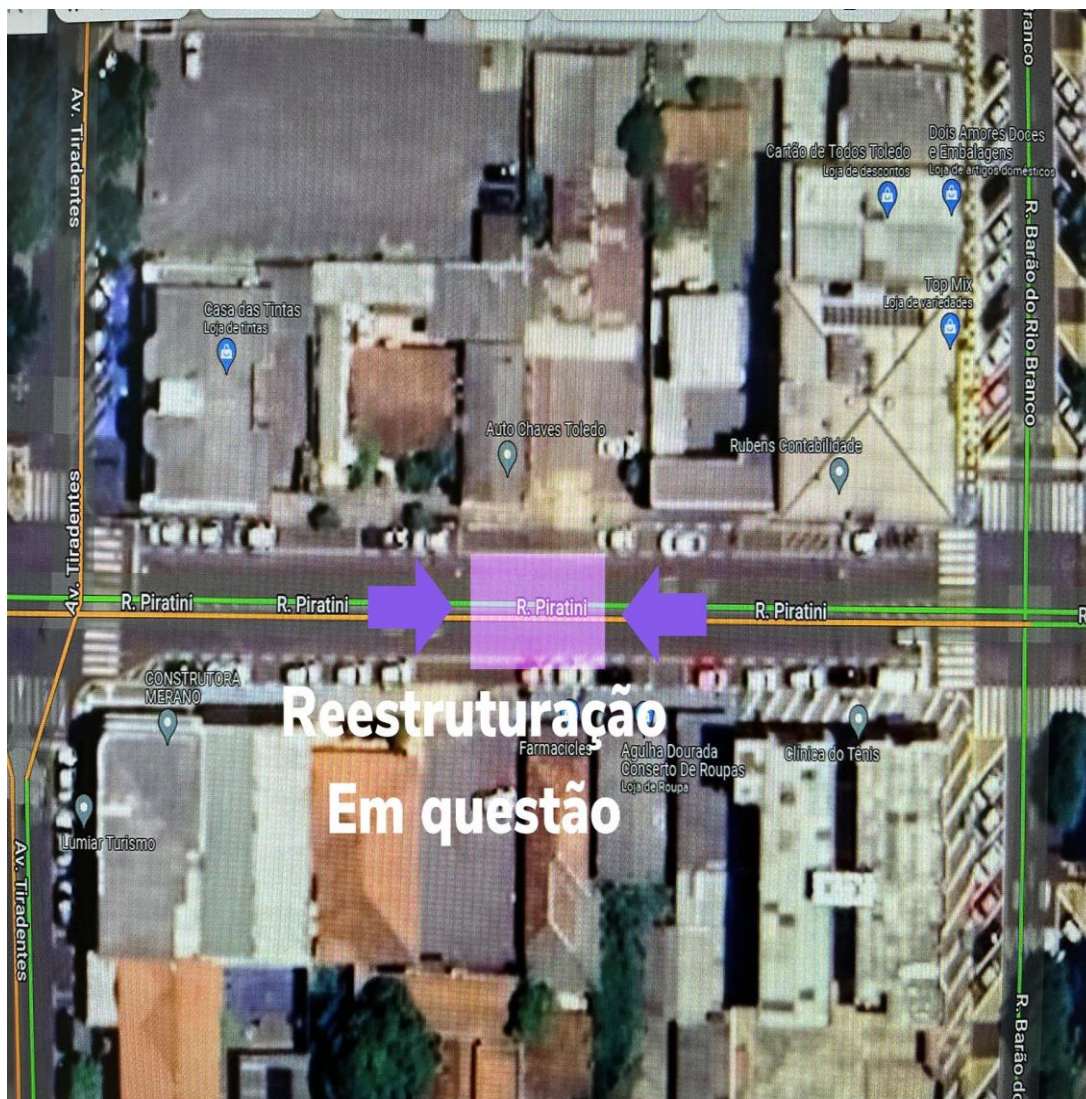 Av. Tiradentes
Branco
Cartão de Todos Toledo
Loja de descontos
Dois Amores Doces
e Embalagens
Loja de artigos domésticos
R. Barão do Rio Branco
Casa das Tintas
Loja de tintas
Top Mix
Loja de variedades
Auto Chaves Toledo
Rubens Contabilidade
Av. Tiradentes
R. Piratini
R. Piratini
R. Piratini
R. Piratini
R
CONSTRUTORA
MERANO
Reestruturação
Farmacicles
Agulha Dourada
Conserto De Roupas
Loja de Roupa
Clínica do Tênis
Em questão
Lumiar Turismo
Av. Tiradentes
R. Barão do